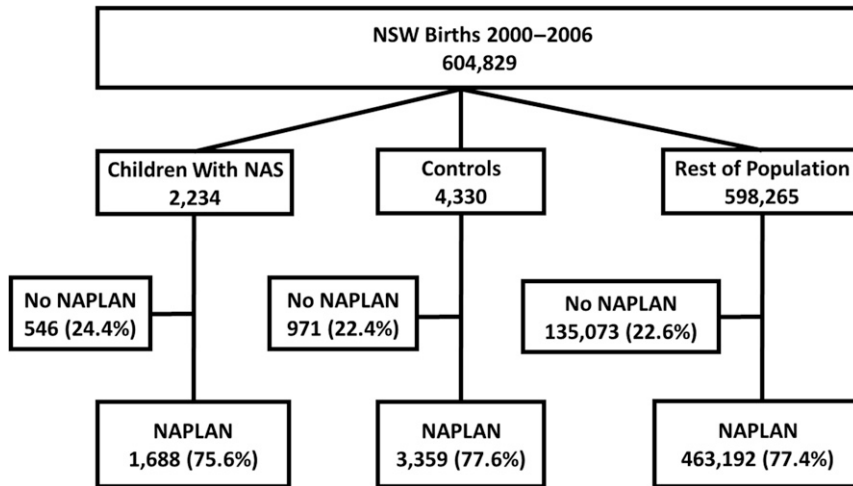 NSW Births 2000–2006
604,829
Children With NAS
2,234
Controls
4,330
Rest of Population
598,265
No NAPLAN
546 (24.4%)
No NAPLAN
971 (22.4%)
No NAPLAN
135,073 (22.6%)
NAPLAN
1,688 (75.6%)
NAPLAN
3,359 (77.6%)
NAPLAN
463,192 (77.4%)